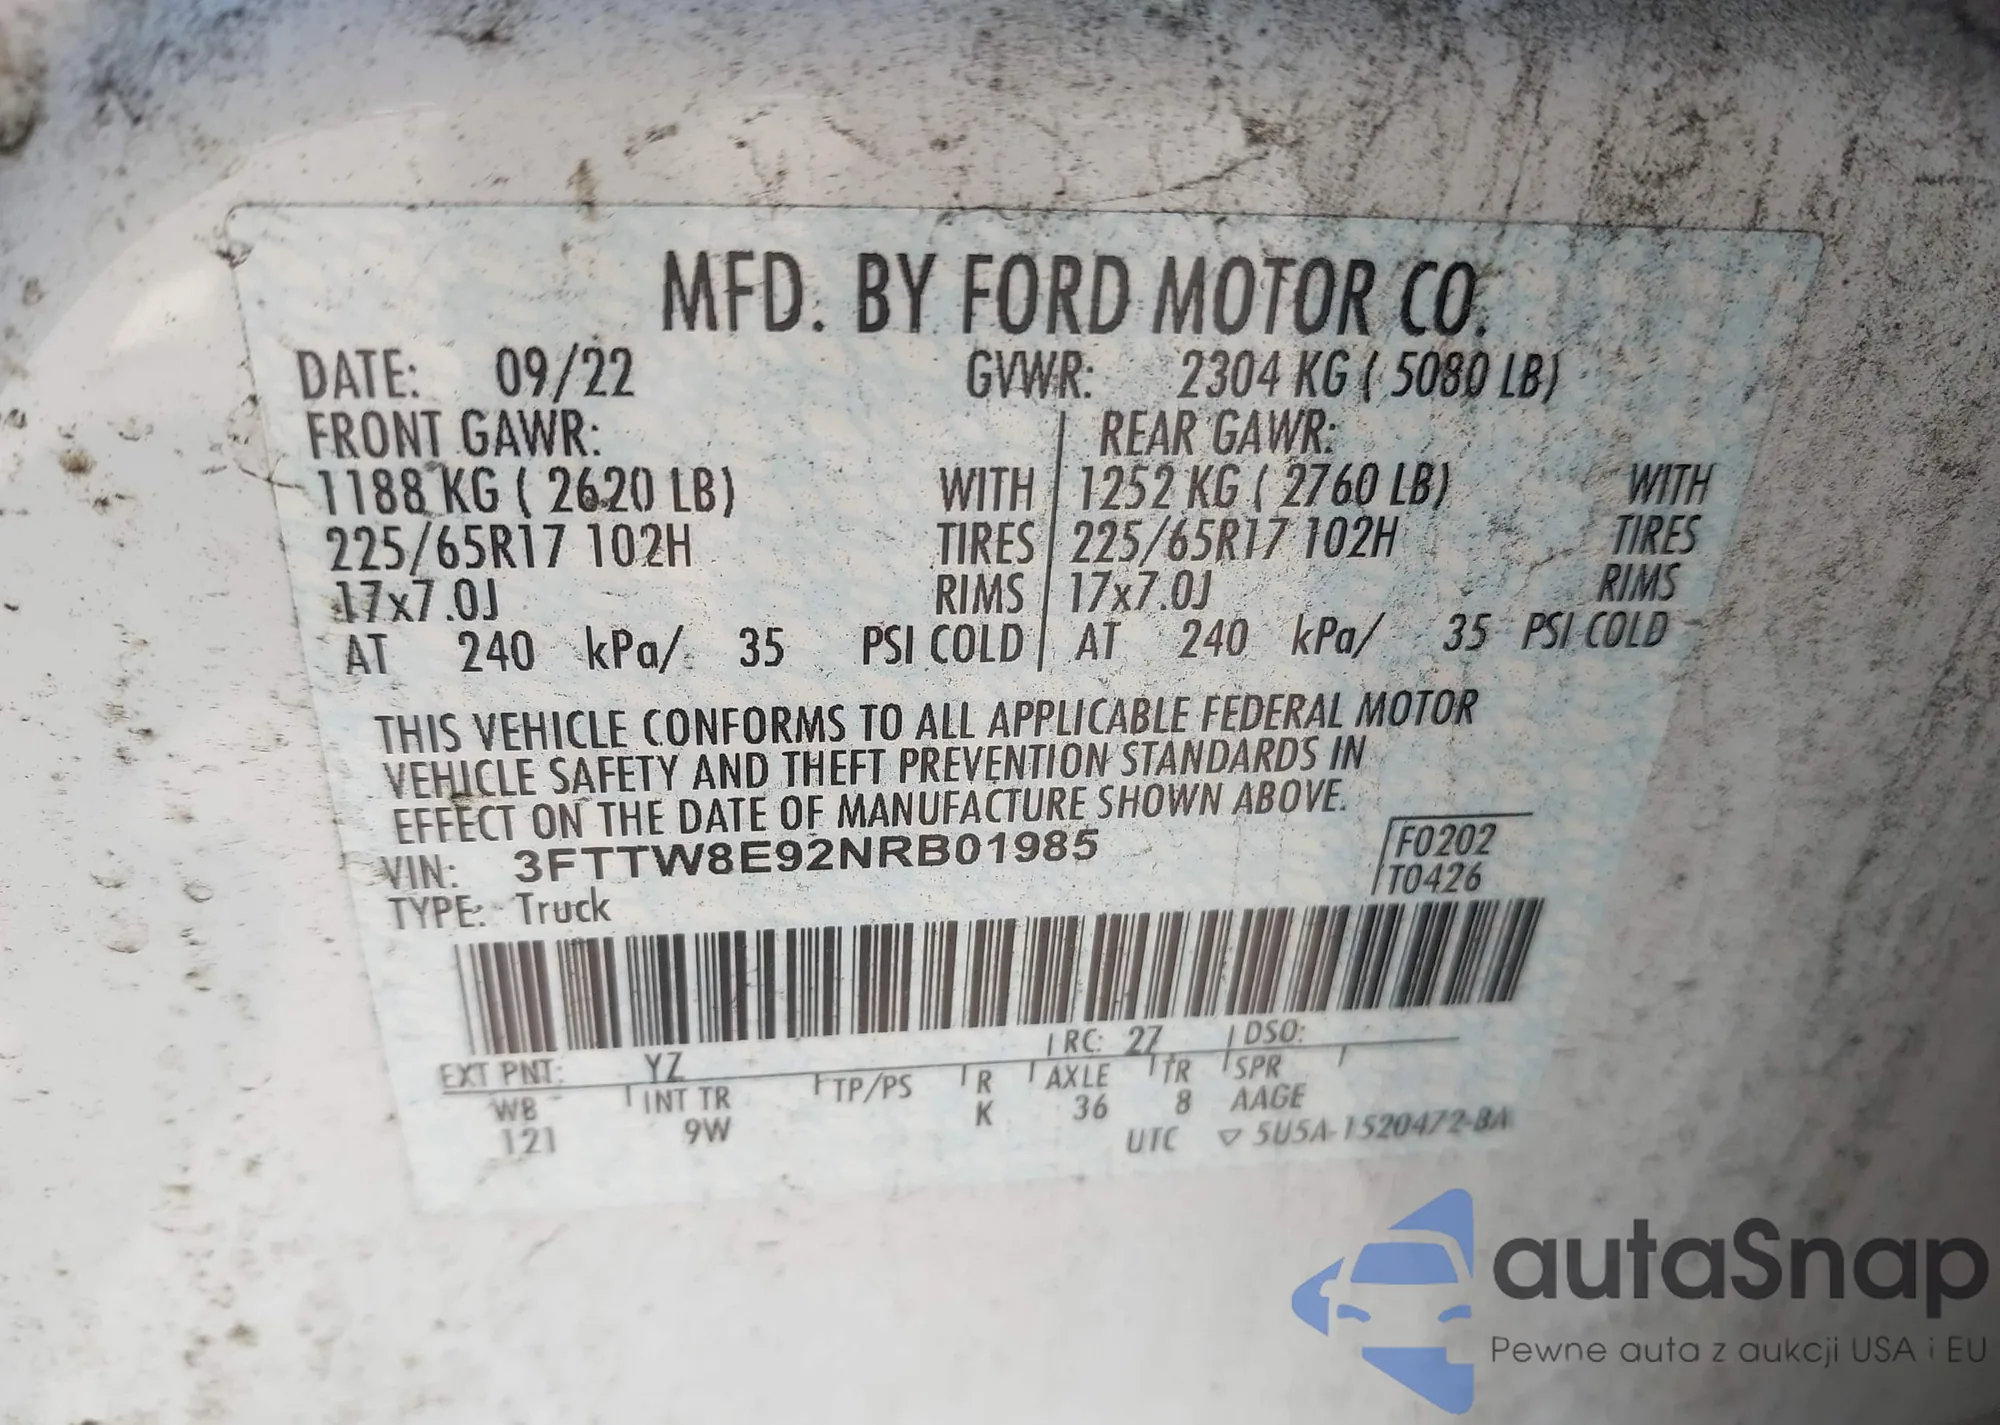 MFD. BY FORD MOTOR CO.
DATE: 09/22 GVWR: 2304 KG ( 5080 LB)
FRONT GAWR: REAR GAWR:
1188 KG ( 2620 LB) WITH 1252 KG ( 2760 LB) WITH
225/65R17 102H TIRES 225/65R17 102H TIRES
17x7.0J RIMS 17x7.0J RIMS
AT 240 kPa/ 35 PSI COLD AT 240 kPa/ 35 PSI COLD
THIS VEHICLE CONFORMS TO ALL APPLICABLE FEDERAL MOTOR
VEHICLE SAFETY AND THEFT PREVENTION STANDARDS IN
EFFECT ON THE DATE OF MANUFACTURE SHOWN ABOVE.
VIN: 3FTTW8E92NRB01985 F0202
TYPE: Truck T0426
EXT PNT: YZ RC: 27 DSO:
WB INT TR TP/PS R AXLE TR SPR
121 9W K 36 8 AAGE
UTC ▽ 5U5A-1520472-BA
autaSnap
Pewne auta z aukcji USA i EU